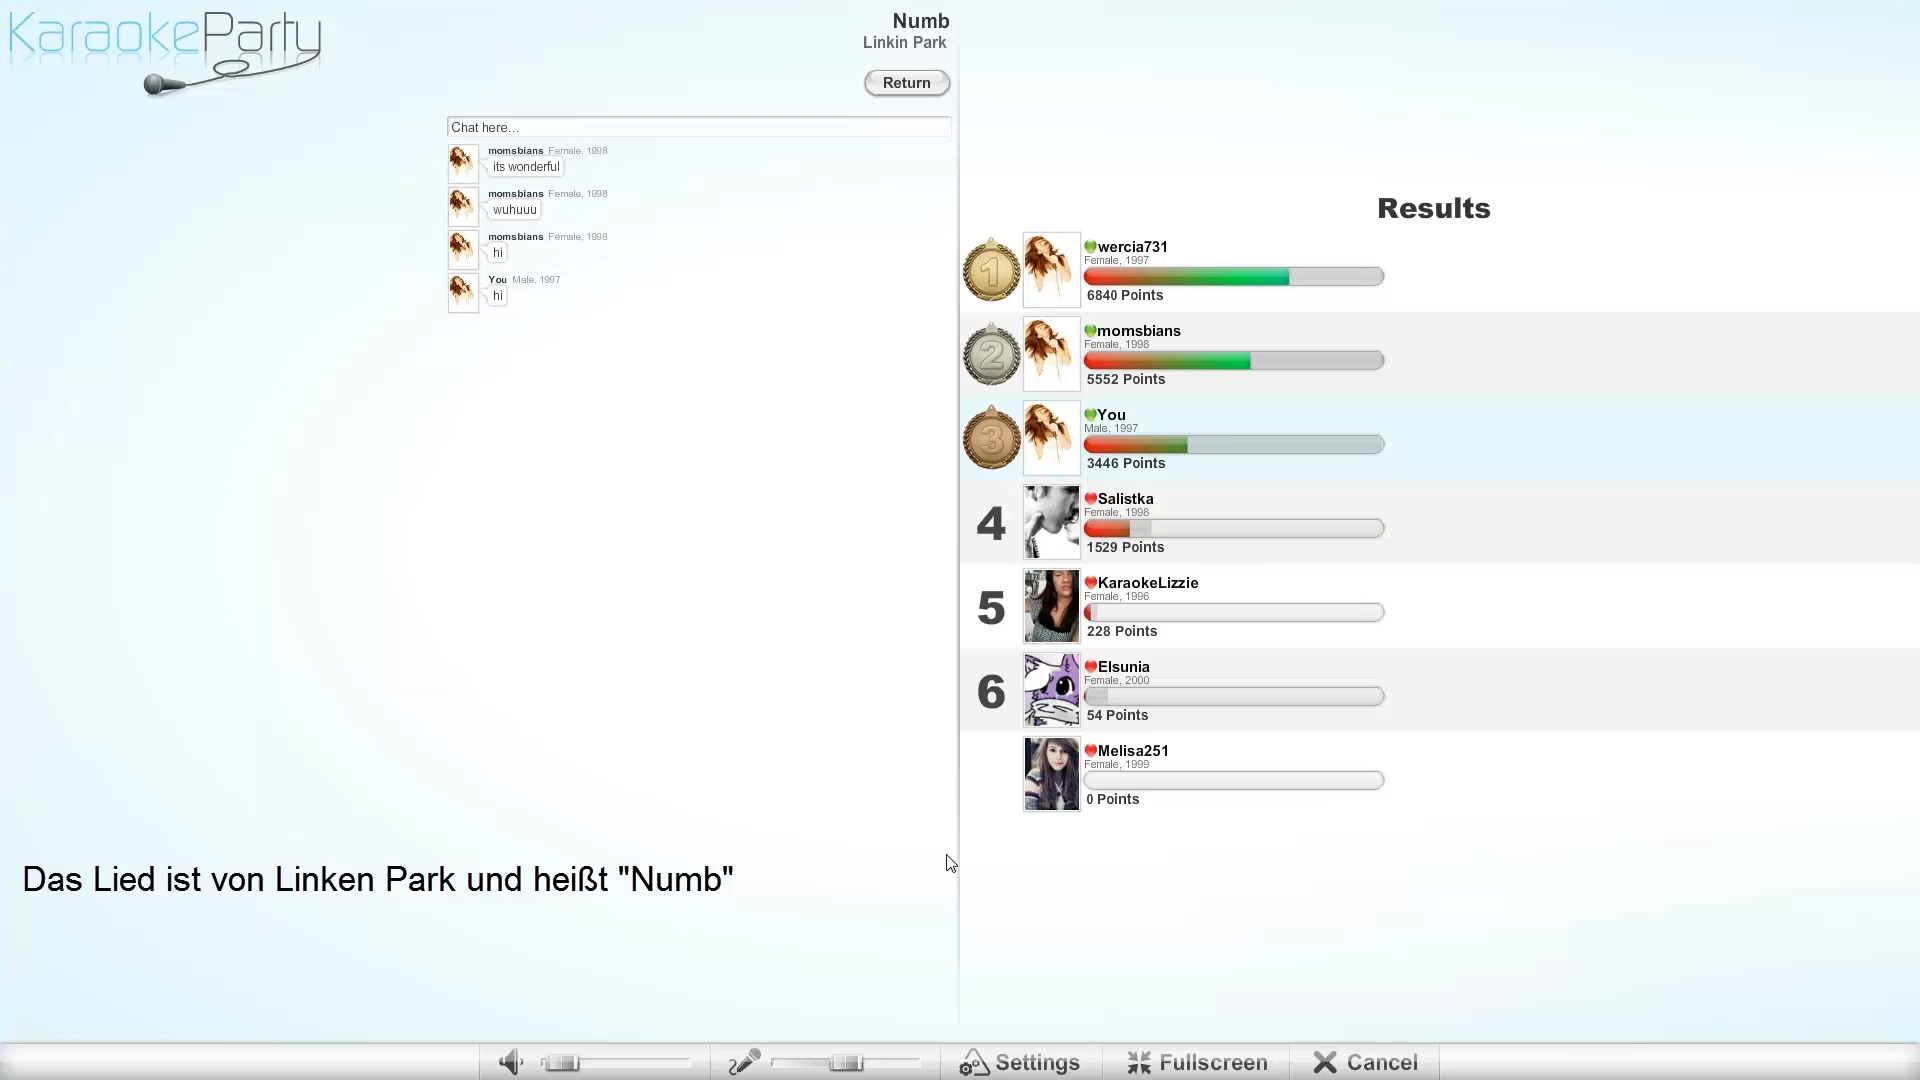 KaraokeParty
Numb
Linkin Park
Return
Chat here...
momsbians Female, 1998
its wonderful
momsbians Female, 1998
wuhuuu
momsbians Female, 1998
hi
You Male, 1997
hi
Results
1
wercia731
Female, 1997
6840 Points
2
momsbians
Female, 1998
5552 Points
3
You
Male, 1997
3446 Points
4
Salistka
Female, 1998
1529 Points
5
KaraokeLizzie
Female, 1996
228 Points
6
Elsunia
Female, 2000
54 Points
Melisa251
Female, 1999
0 Points
Das Lied ist von Linken Park und heißt "Numb"
Settings
Fullscreen
Cancel